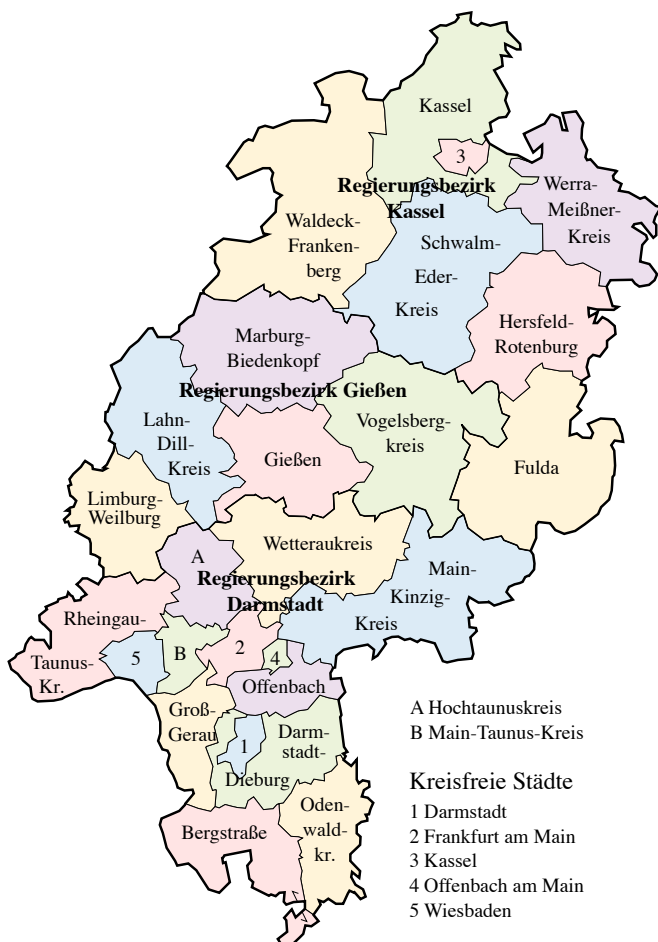 Kassel
3
Regierungsbezirk
Kassel
Werra-
Meißner-
Kreis
Waldeck-
Franken-
berg
Schwalm-
Eder-
Kreis
Hersfeld-
Rotenburg
Marburg-
Biedenkopf
Regierungsbezirk Gießen
Lahn-
Dill-
Kreis
Vogelsberg-
kreis
Gießen
Fulda
Limburg-
Weilburg
A
Wetteraukreis
Regierungsbezirk
Darmstadt
Main-
Kinzig-
Kreis
Rheingau-
Taunus-
Kr.
5
B
2
4
Offenbach
Groß-
Gerau
1
Darm-
stadt-
Dieburg
Oden-
wald-
kr.
Bergstraße
A Hochtaunuskreis
B Main-Taunus-Kreis
Kreisfreie Städte
1 Darmstadt
2 Frankfurt am Main
3 Kassel
4 Offenbach am Main
5 Wiesbaden